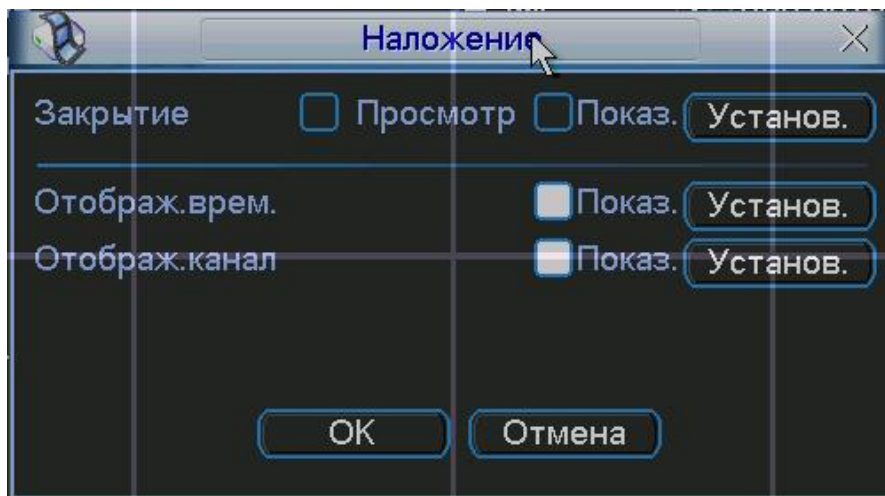 Наложение
Закрытие Просмотр Показ. Установ.
Отображ.врем. Показ. Установ.
Отображ.канал Показ. Установ.
OK Отмена